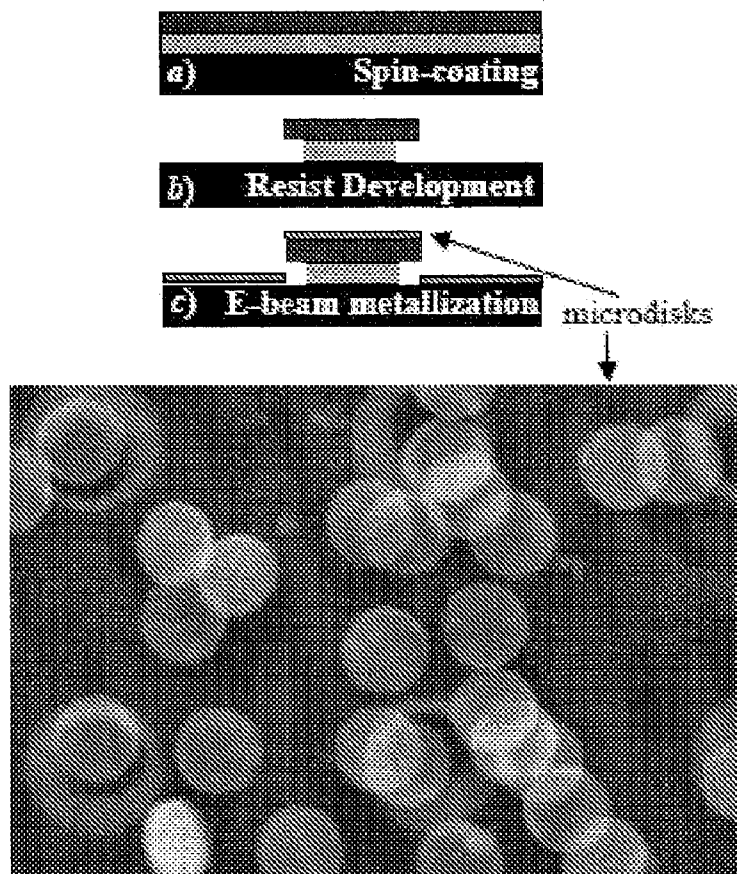 a) Spin-coating
b) Resist Development
c) E-beam metallization
microdisks